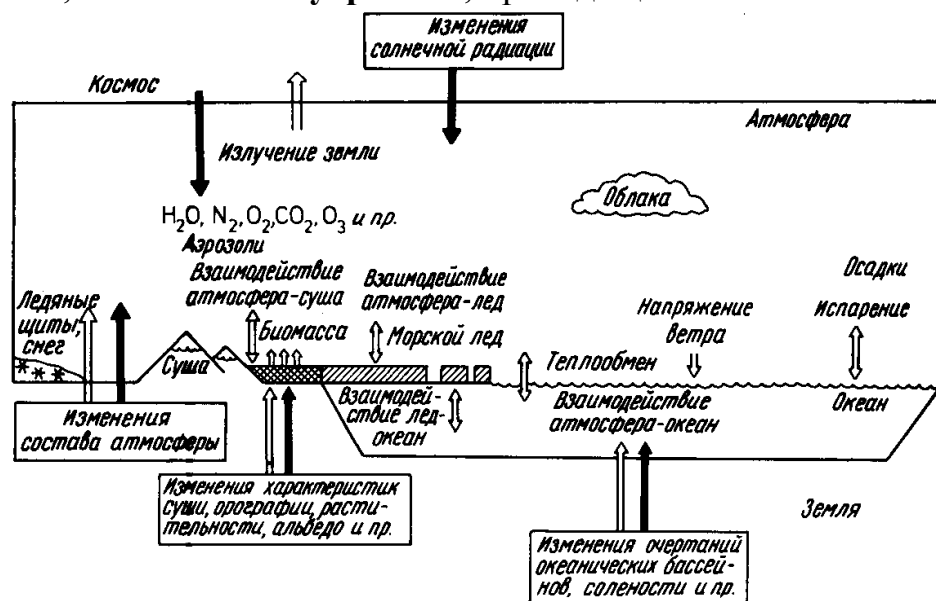 Изменения
солнечной радиации
Космос
Атмосфера
Излучение земли
Облака
H₂O, N₂, O₂, CO₂, O₃ и пр.
Аэрозоли
Взаимодействие
атмосфера-суша
Взаимодействие
атмосфера-лед
Осадки
Ледяные
щиты,
снег
Биомасса
Морской лед
Напряжение
ветра
Испарение
Суша
Теплообмен
Взаимодей-
ствие лед-
океан
Взаимодействие
атмосфера-океан
Океан
Изменения
состава атмосферы
Изменения характеристик
суши, орографии, расти-
тельности, альбедо и пр.
Земля
Изменения очертаний
океанических бассей-
нов, солености и пр.